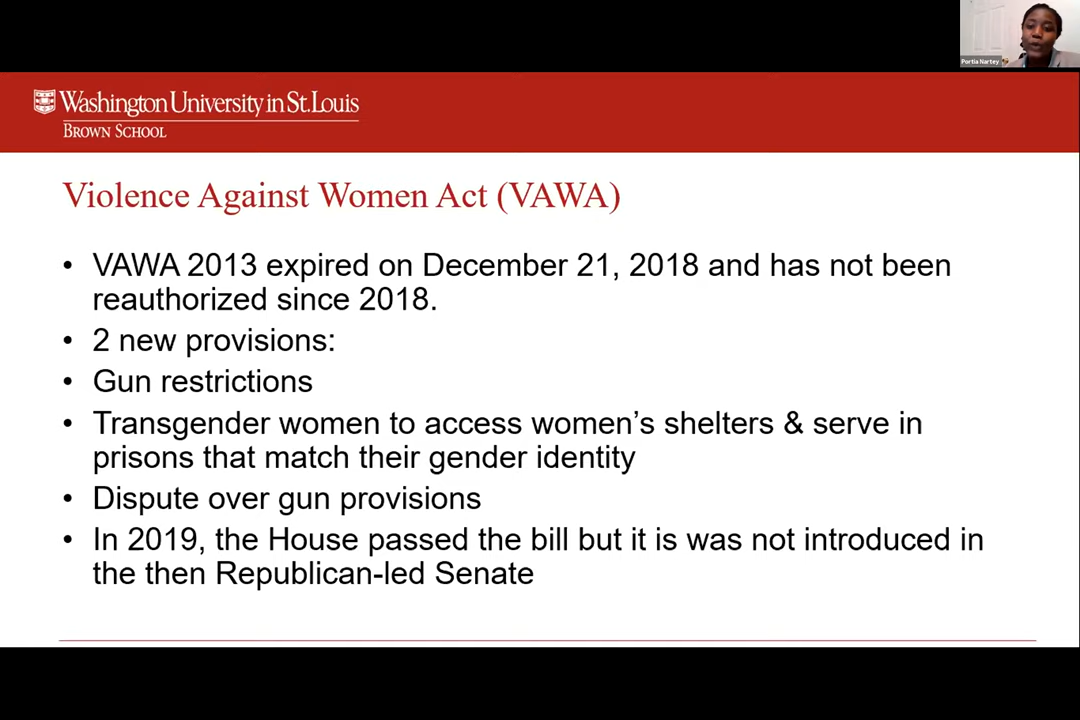 Portia Nartey
Washington University in St. Louis
BROWN SCHOOL
Violence Against Women Act (VAWA)
• VAWA 2013 expired on December 21, 2018 and has not been
reauthorized since 2018.
• 2 new provisions:
• Gun restrictions
• Transgender women to access women’s shelters & serve in
prisons that match their gender identity
• Dispute over gun provisions
• In 2019, the House passed the bill but it is was not introduced in
the then Republican-led Senate